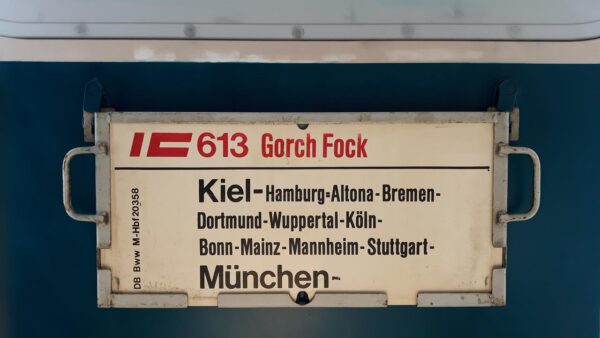 IC 613 Gorch Fock
Kiel-Hamburg-Altona-Bremen-
Dortmund-Wuppertal-Köln-
Bonn-Mainz-Mannheim-Stuttgart-
München-
DB Bww M-Hbf 20358